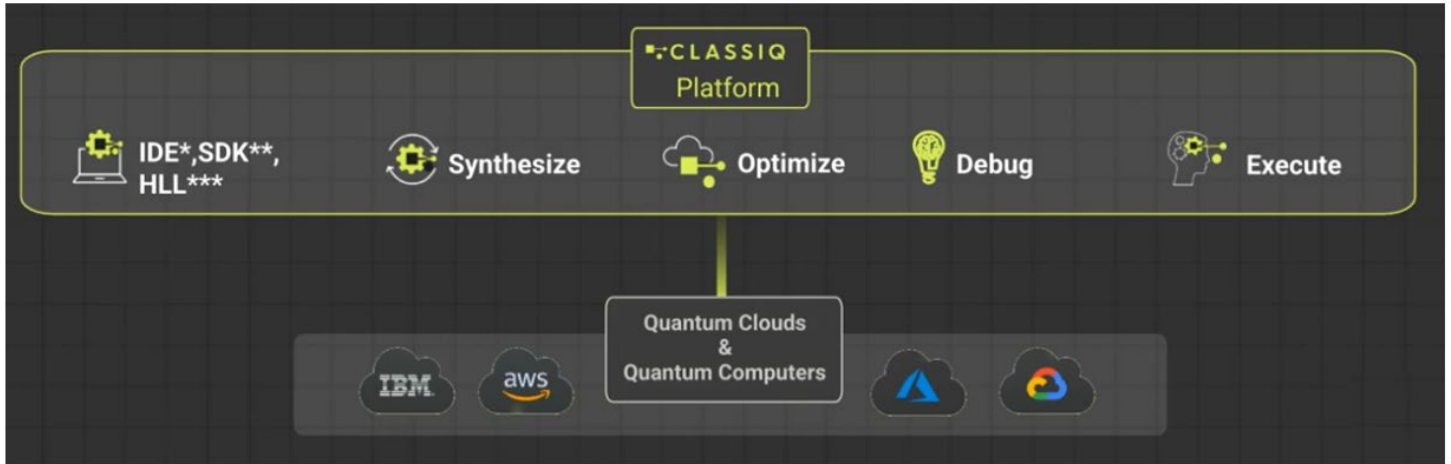 CLASSIQ
Platform
IDE*,SDK**,
HLL***
Synthesize
Optimize
Debug
Execute
Quantum Clouds
&
Quantum Computers
IBM.
aws